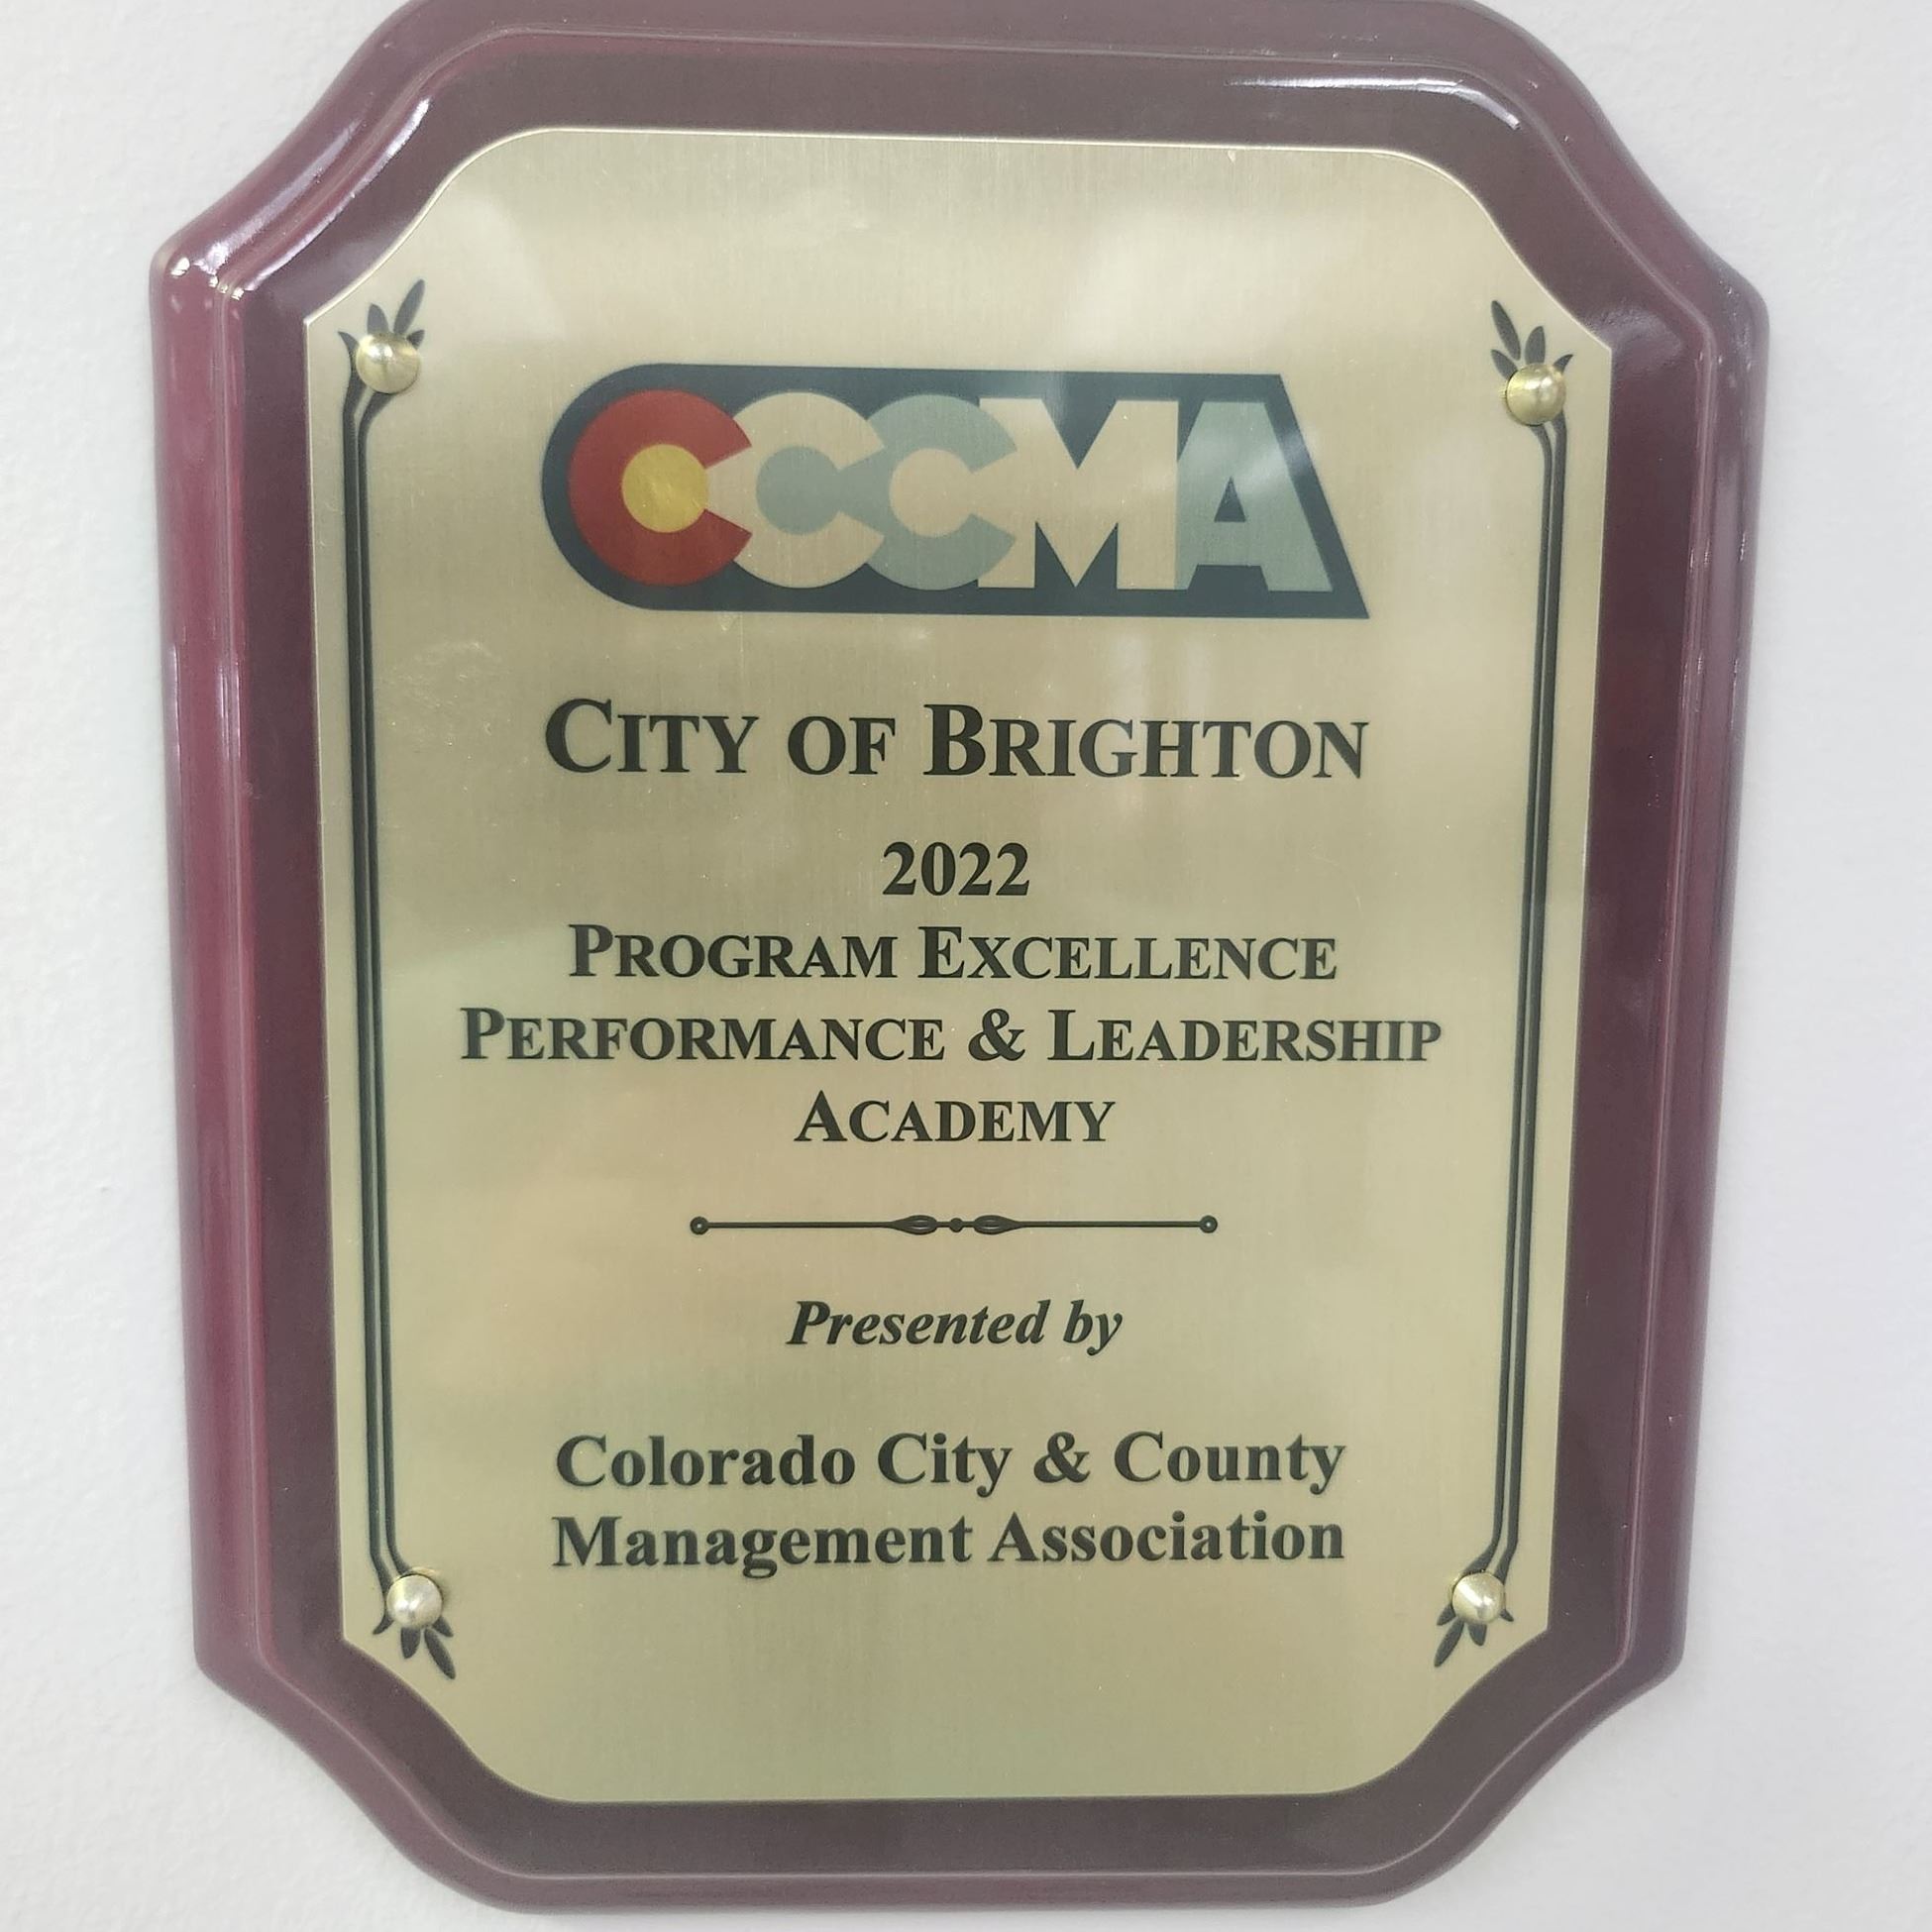 CCCMA
CITY OF BRIGHTON
2022
PROGRAM EXCELLENCE
PERFORMANCE & LEADERSHIP
ACADEMY
Presented by
Colorado City & County
Management Association